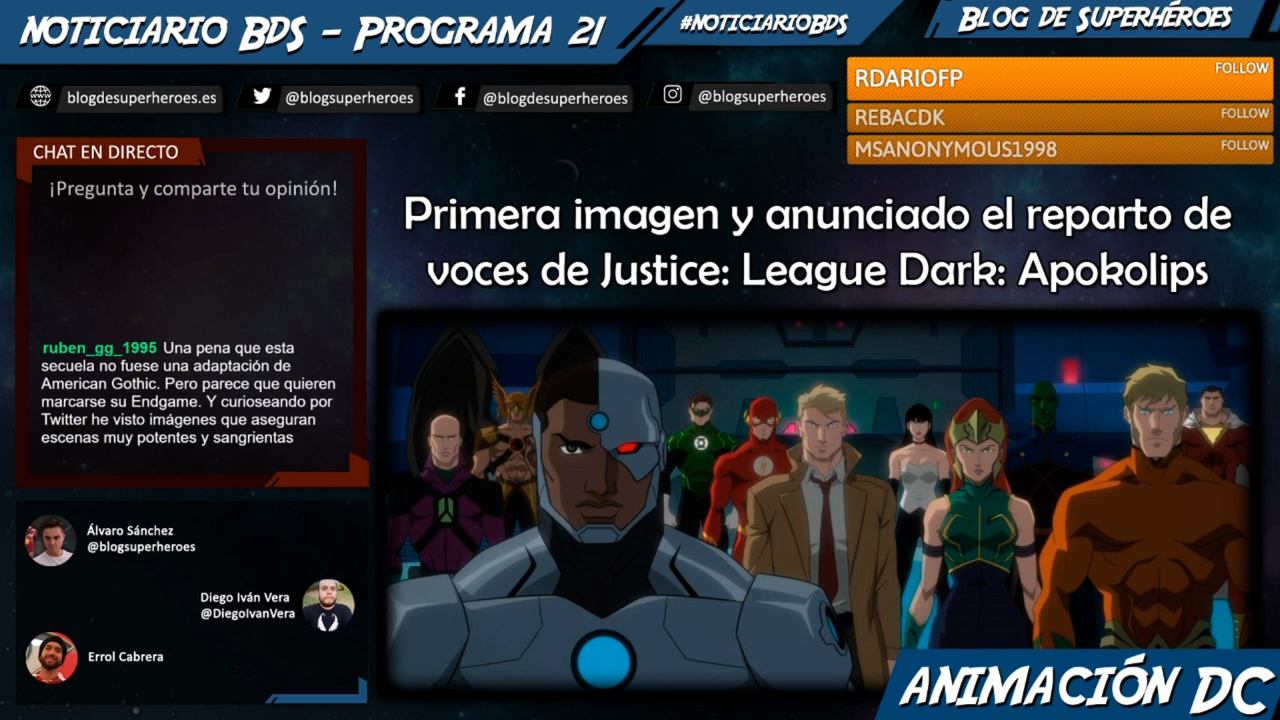 NOTICIARIO BDS - PROGRAMA 21
#NOTICIARIOBDS
BLOG DE SUPERHÉROES
WWW
blogdesuperheroes.es
@blogsuperheroes
@blogdesuperheroes
@blogsuperheroes
RDARIOFP
FOLLOW
REBACDK
FOLLOW
MSANONYMOUS1998
FOLLOW
CHAT EN DIRECTO
¡Pregunta y comparte tu opinión!
ruben_gg_1995 Una pena que esta
secuela no fuese una adaptación de
American Gothic. Pero parece que quieren
marcarse su Endgame. Y curioseando por
Twitter he visto imágenes que aseguran
escenas muy potentes y sangrientas
Primera imagen y anunciado el reparto de
voces de Justice: League Dark: Apokolips
Álvaro Sánchez
@blogsuperheroes
Diego Iván Vera
@DiegoIvanVera
Errol Cabrera
ANIMACIÓN DC